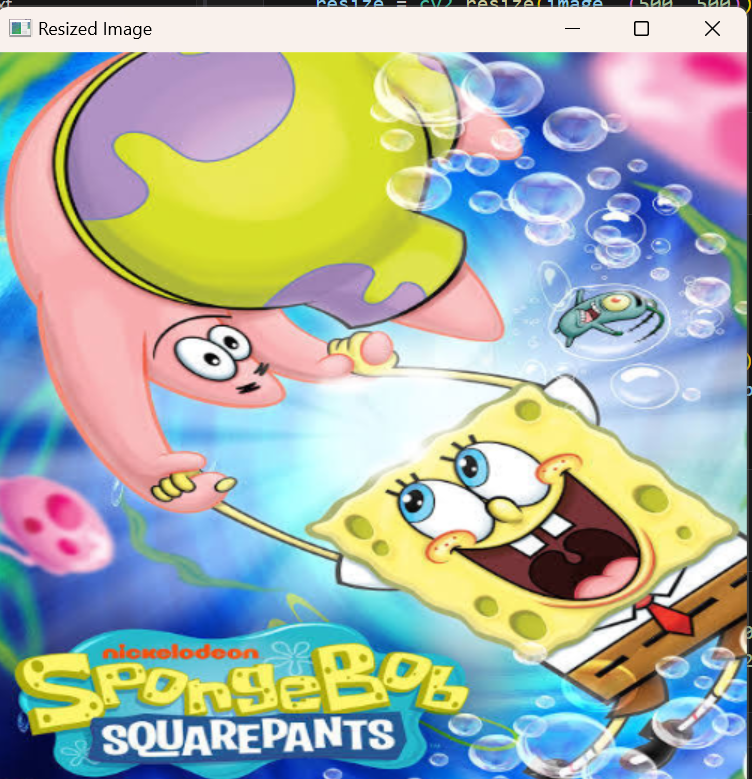 resize = cv2.resize(image, (500, 500))
Resized Image
nickelodeon
SpongeBob
SQUAREPANTS